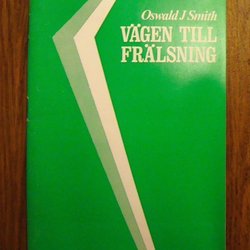 Oswald J Smith
VÄGEN TILL
FRÄLSNING